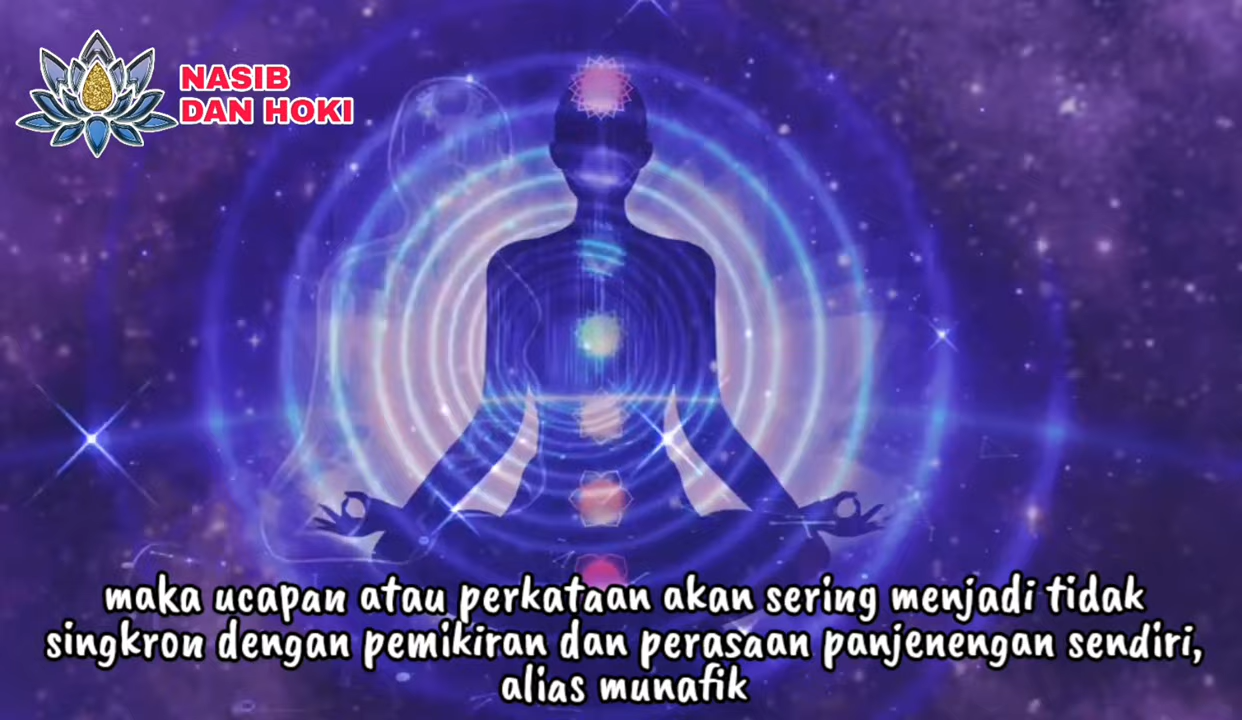 NASIB
DAN HOKI
maka ucapan atau perkataan akan sering menjadi tidak
singkron dengan pemikiran dan perasaan panjenengan sendiri,
alias munafik